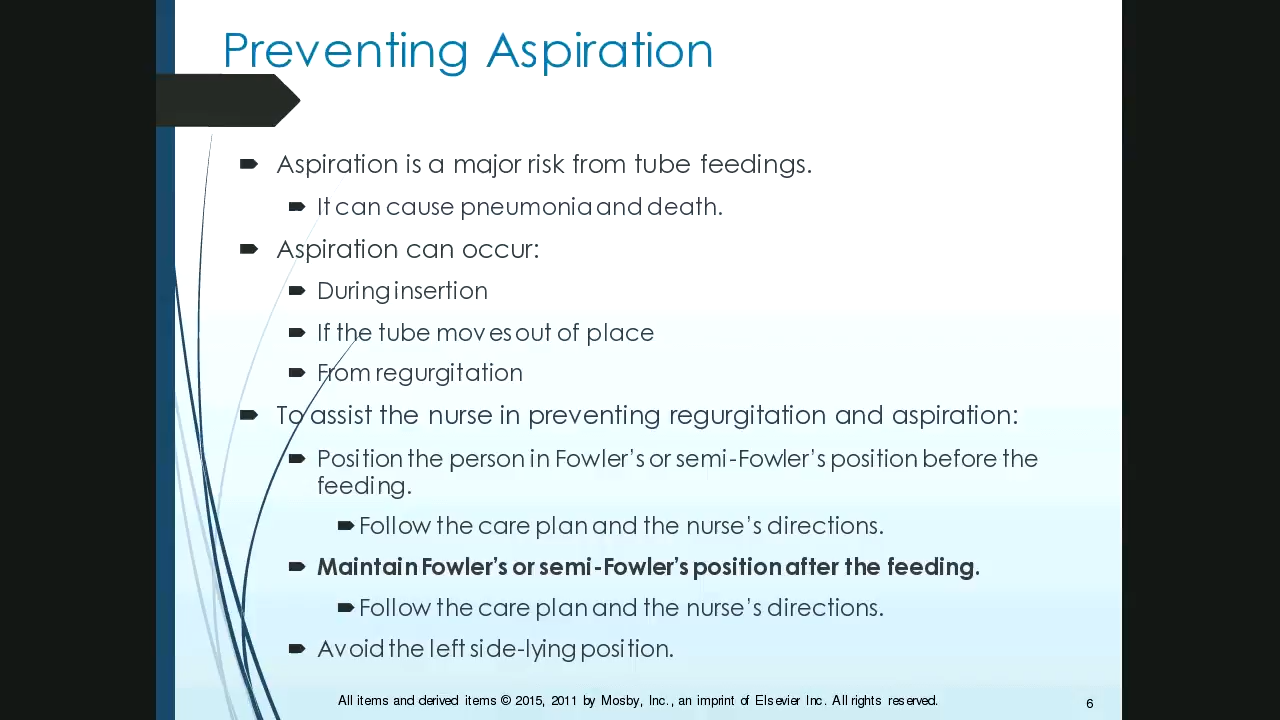 Preventing Aspiration
Aspiration is a major risk from tube feedings.
It can cause pneumonia and death.
Aspiration can occur:
During insertion
If the tube moves out of place
From regurgitation
To assist the nurse in preventing regurgitation and aspiration:
Position the person in Fowler's or semi-Fowler's position before the
feeding.
Follow the care plan and the nurse's directions.
Maintain Fowler's or semi-Fowler's position after the feeding.
Follow the care plan and the nurse's directions.
Avoid the left side-lying position.
All items and derived items © 2015, 2011 by Mosby, Inc., an imprint of Elsevier Inc. All rights reserved.
6